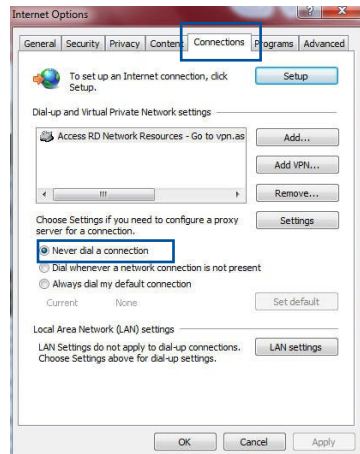 Internet Options
General Security Privacy Content Connections Programs Advanced
To set up an Internet connection, click
Setup.
Setup
Dial-up and Virtual Private Network settings
Access RD Network Resources - Go to vpn.as
Add...
Add VPN...
Remove...
Choose Settings if you need to configure a proxy
server for a connection.
Settings
Never dial a connection
Dial whenever a network connection is not present
Always dial my default connection
Current None
Set default
Local Area Network (LAN) settings
LAN Settings do not apply to dial-up connections.
Choose Settings above for dial-up settings.
LAN settings
OK Cancel Apply